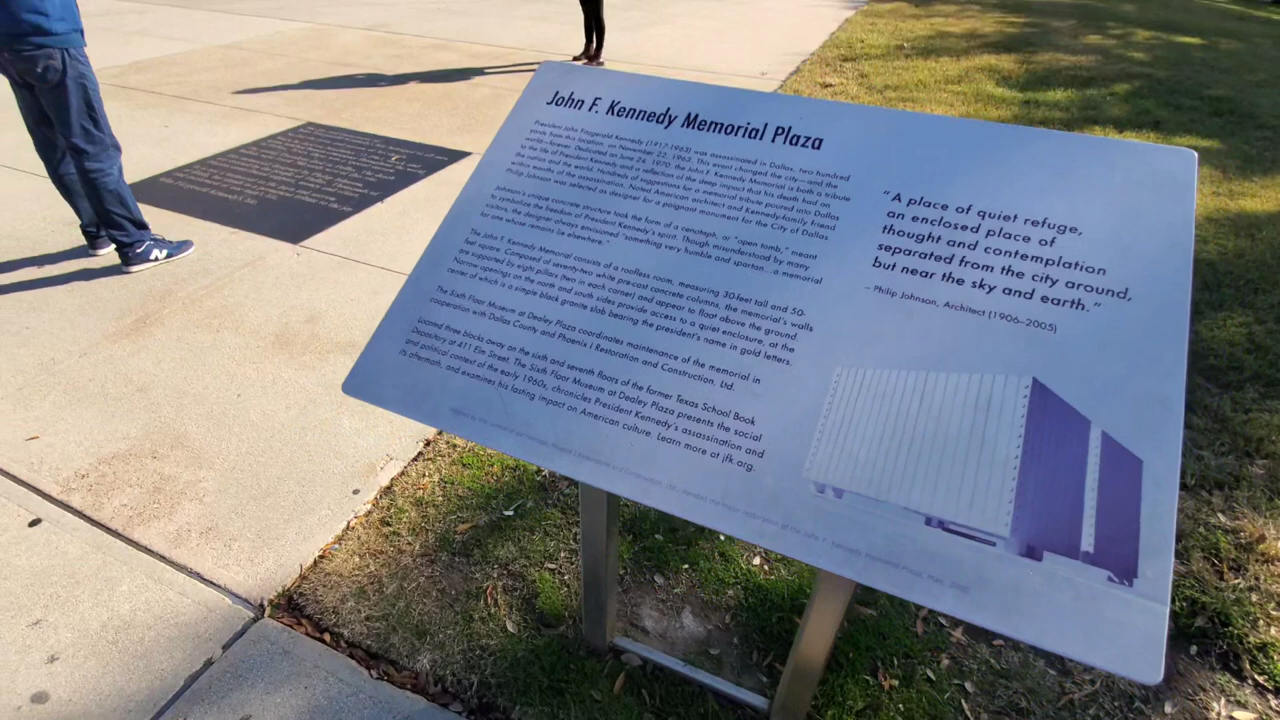 John F. Kennedy Memorial Plaza
President John Fitzgerald Kennedy (1917-1963) was assassinated in Dallas, two hundred
yards from this location, on November 22, 1963. This event changed the city—and the
world—forever. Dedicated on June 24, 1970, the John F. Kennedy Memorial is both a tribute
to the life of President Kennedy and a reflection of the deep impact that his death had on
the nation and the world. Hundreds of suggestions for a memorial tribute poured into Dallas
within months of the assassination. Noted American architect and Kennedy-family friend
Philip Johnson was selected as designer for a poignant monument for the City of Dallas.
Johnson's unique concrete structure took the form of a cenotaph, or "open tomb," meant
to symbolize the freedom of President Kennedy's spirit. Though misunderstood by many
visitors, the designer always envisioned "something very humble and spartan...a memorial
for one whose remains lie elsewhere."
The John F. Kennedy Memorial consists of a roofless room, measuring 30-feet tall and 50-
feet square. Composed of seventy-two white pre-cast concrete columns, the memorial's walls
are supported by eight pillars (two in each corner) and appear to float above the ground.
Narrow openings on the north and south sides provide access to a quiet enclosure, at the
center of which is a simple black granite slab bearing the president's name in gold letters.
The Sixth Floor Museum at Dealey Plaza coordinates maintenance of the memorial in
cooperation with Dallas County and Phoenix I Restoration and Construction, Ltd.
Located three blocks away on the sixth and seventh floors of the former Texas School Book
Depository at 411 Elm Street, The Sixth Floor Museum at Dealey Plaza presents the social
and political context of the early 1960s, chronicles President Kennedy's assassination and
its aftermath, and examines his lasting impact on American culture. Learn more at jfk.org.
"A place of quiet refuge,
an enclosed place of
thought and contemplation
separated from the city around,
but near the sky and earth."
– Philip Johnson, Architect (1906–2005)
Restoration and Construction, Ltd., donated the major restoration of the John F. Kennedy Memorial Plaza
N